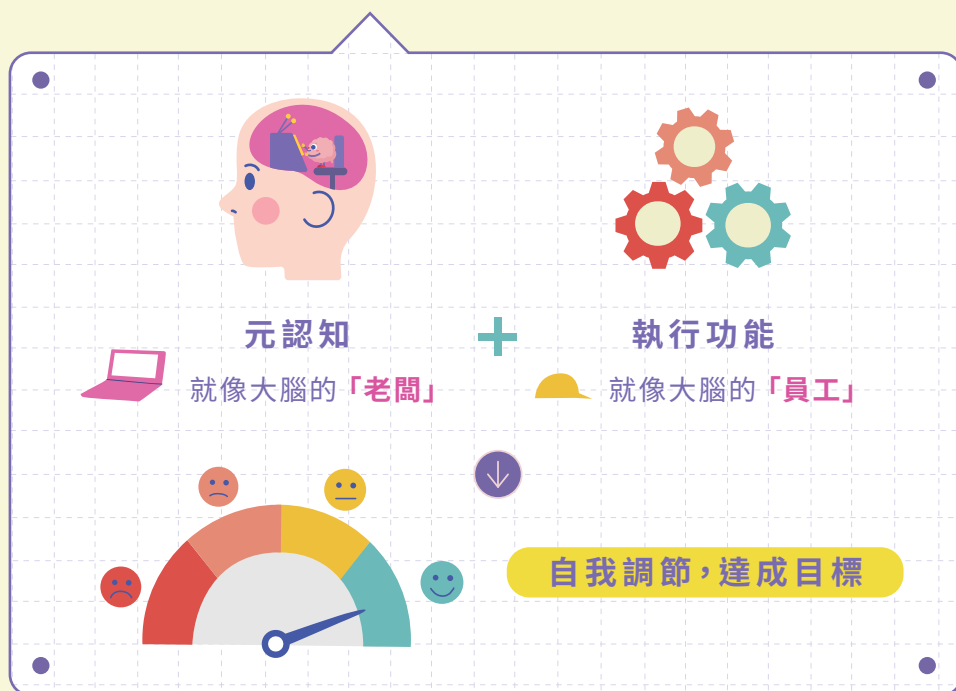 元認知
執行功能
就像大腦的「老闆」
就像大腦的「員工」
自我調節，達成目標